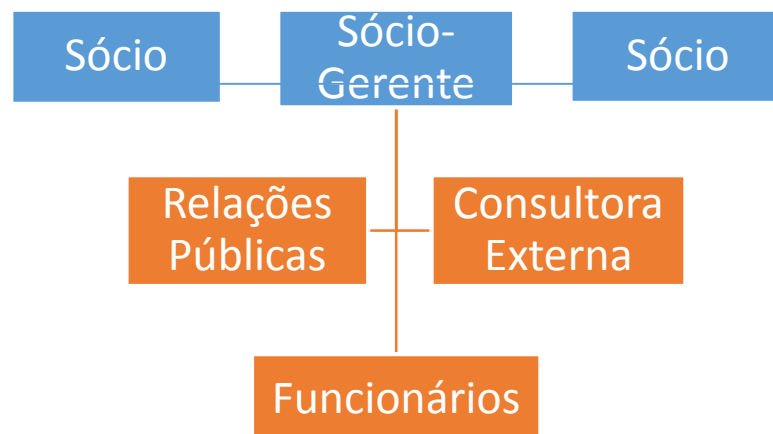 Sócio
Sócio-
Gerente
Sócio
Relações
Públicas
Consultora
Externa
Funcionários